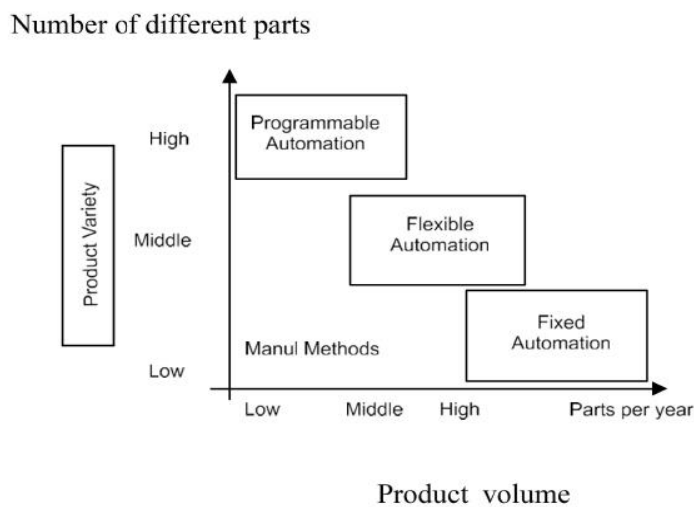 Number of different parts
Programmable
Automation
High
Product Variety
Flexible
Automation
Middle
Fixed
Automation
Manul Methods
Low
Low Middle High Parts per year
Product volume